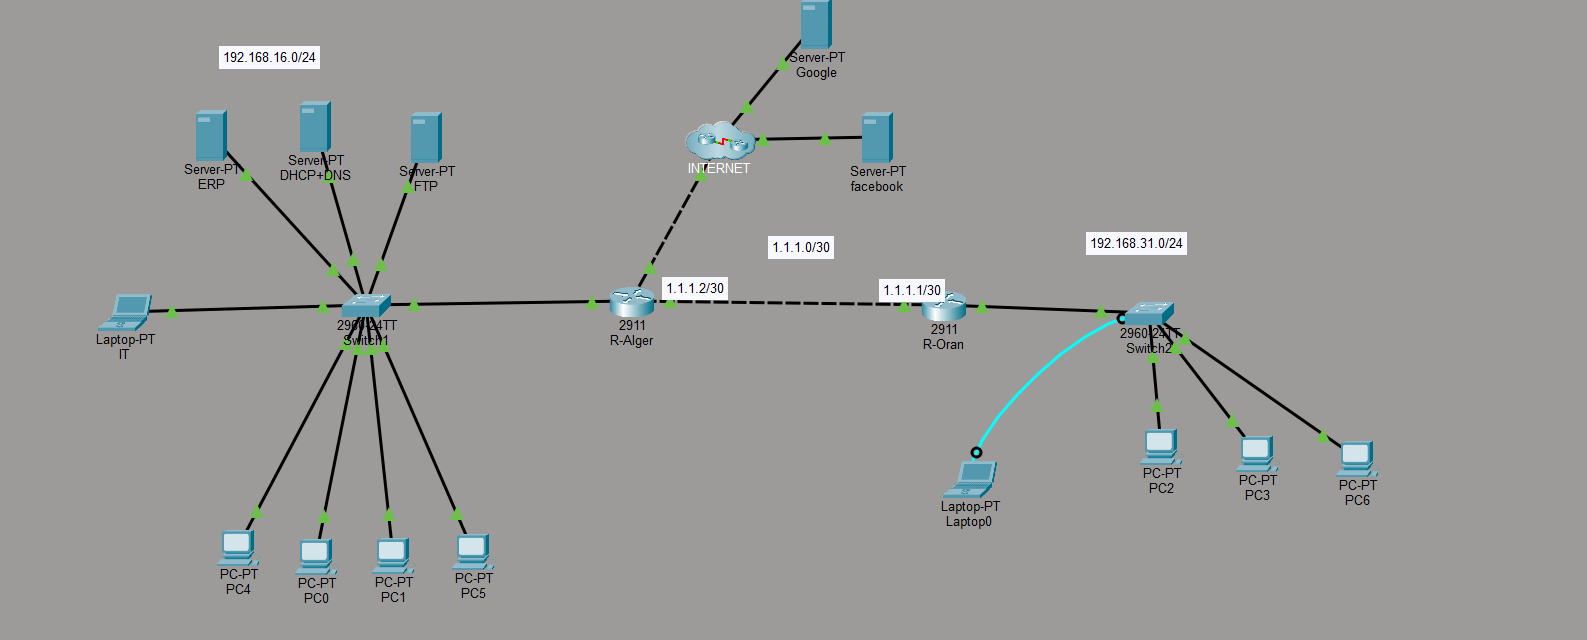 Server-PT
Google
192.168.16.0/24
Server-PT
ERP
Server-PT
DHCP+DNS
Server-PT
FTP
INTERNET
Server-PT
facebook
1.1.1.0/30
192.168.31.0/24
1.1.1.2/30
1.1.1.1/30
Laptop-PT
IT
2960-24TT
Switch1
2911
R-Alger
2911
R-Oran
2960-24TT
Switch2
Laptop-PT
Laptop0
PC-PT
PC2
PC-PT
PC3
PC-PT
PC6
PC-PT
PC4
PC-PT
PC0
PC-PT
PC1
PC-PT
PC5